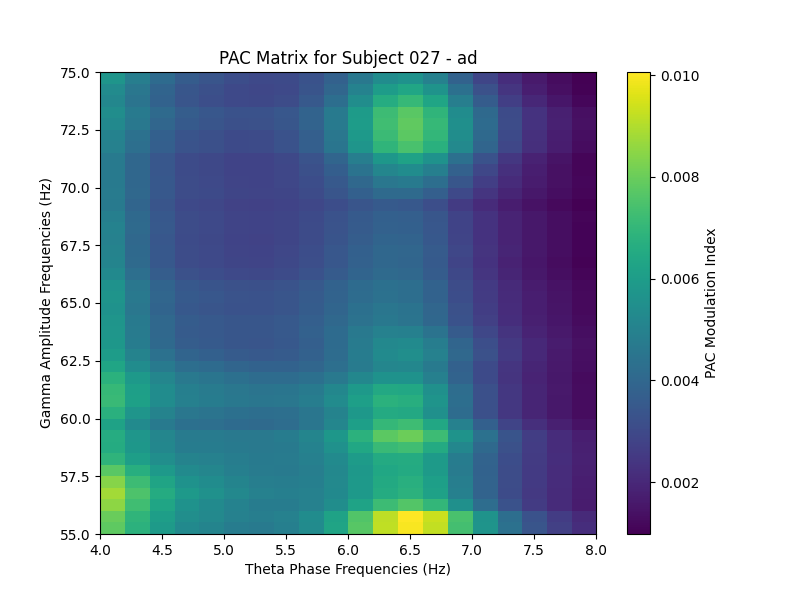 PAC Matrix for Subject 027 - ad
75.0
72.5
70.0
67.5
65.0
62.5
60.0
57.5
55.0
Gamma Amplitude Frequencies (Hz)
4.0 4.5 5.0 5.5 6.0 6.5 7.0 7.5 8.0
Theta Phase Frequencies (Hz)
0.010
0.008
0.006
0.004
0.002
PAC Modulation Index